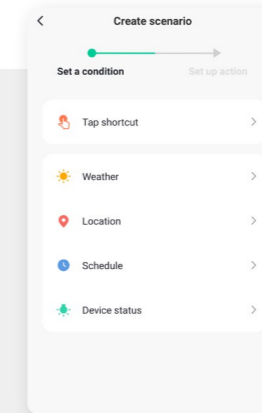 Create scenario
Set a condition
Set up action
Tap shortcut
Weather
Location
Schedule
Device status